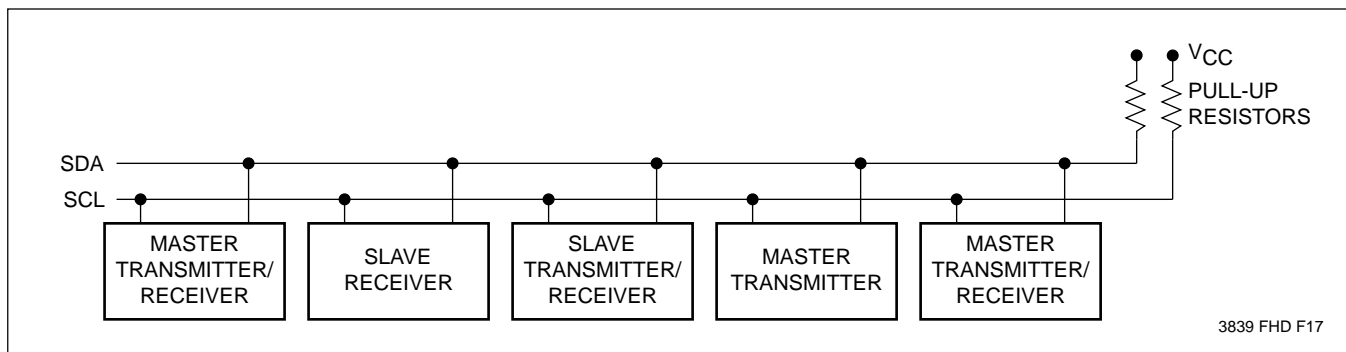 VCC
PULL-UP
RESISTORS
SDA
SCL
MASTER
TRANSMITTER/
RECEIVER
SLAVE
RECEIVER
SLAVE
TRANSMITTER/
RECEIVER
MASTER
TRANSMITTER
MASTER
TRANSMITTER/
RECEIVER
3839 FHD F17